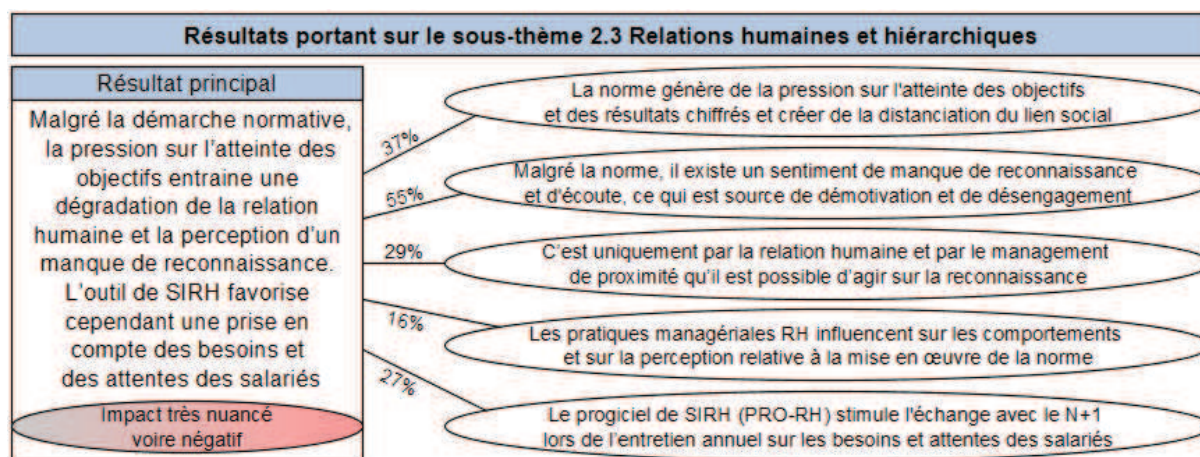 Résultats portant sur le sous-thème 2.3 Relations humaines et hiérarchiques
Résultat principal
Malgré la démarche normative,
la pression sur l'atteinte des
objectifs entraine une
dégradation de la relation
humaine et la perception d'un
manque de reconnaissance.
L'outil de SIRH favorise
cependant une prise en
compte des besoins et
des attentes des salariés
Impact très nuancé
voire négatif
37%
La norme génère de la pression sur l'atteinte des objectifs
et des résultats chiffrés et créer de la distanciation du lien social
55%
Malgré la norme, il existe un sentiment de manque de reconnaissance
et d'écoute, ce qui est source de démotivation et de désengagement
29%
C'est uniquement par la relation humaine et par le management
de proximité qu'il est possible d'agir sur la reconnaissance
16%
Les pratiques managériales RH influencent sur les comportements
et sur la perception relative à la mise en œuvre de la norme
27%
Le progiciel de SIRH (PRO-RH) stimule l'échange avec le N+1
lors de l'entretien annuel sur les besoins et attentes des salariés